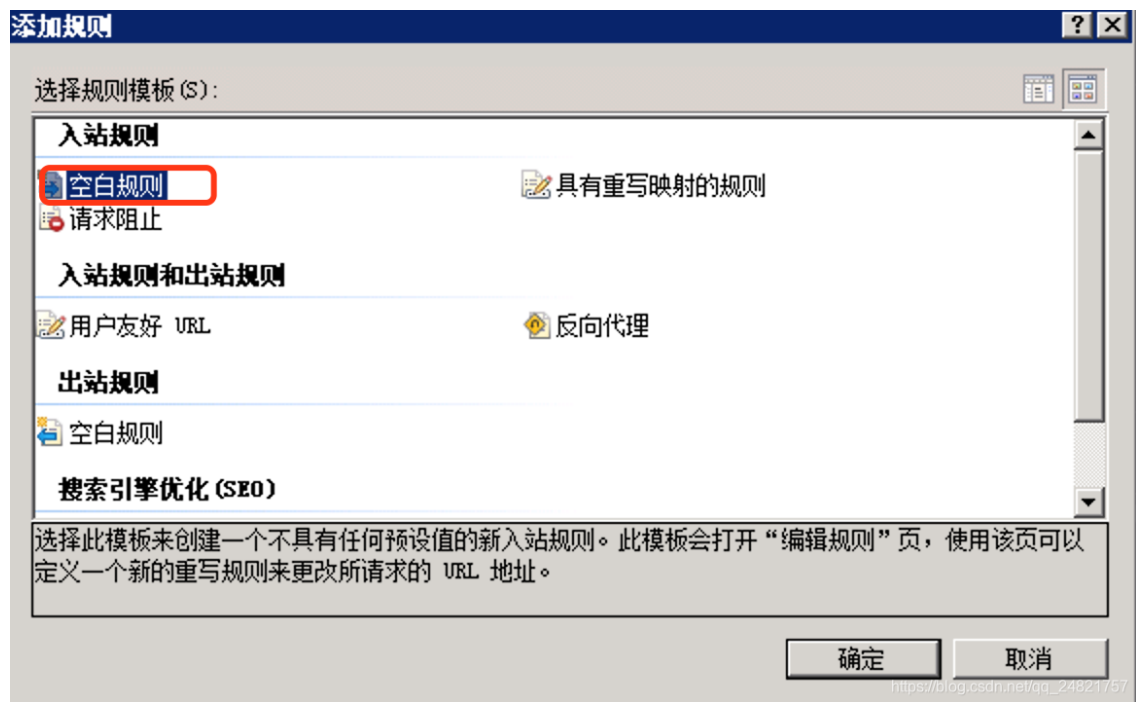 添加规则
选择规则模板(S):
入站规则
空白规则 具有重写映射的规则
请求阻止
入站规则和出站规则
用户友好 URL 反向代理
出站规则
空白规则
搜索引擎优化(SEO)
选择此模板来创建一个不具有任何预设值的新入站规则。此模板会打开“编辑规则”页，使用该页可以
定义一个新的重写规则来更改所请求的 URL 地址。
确定 取消
https://blog.csdn.net/qq_24821757